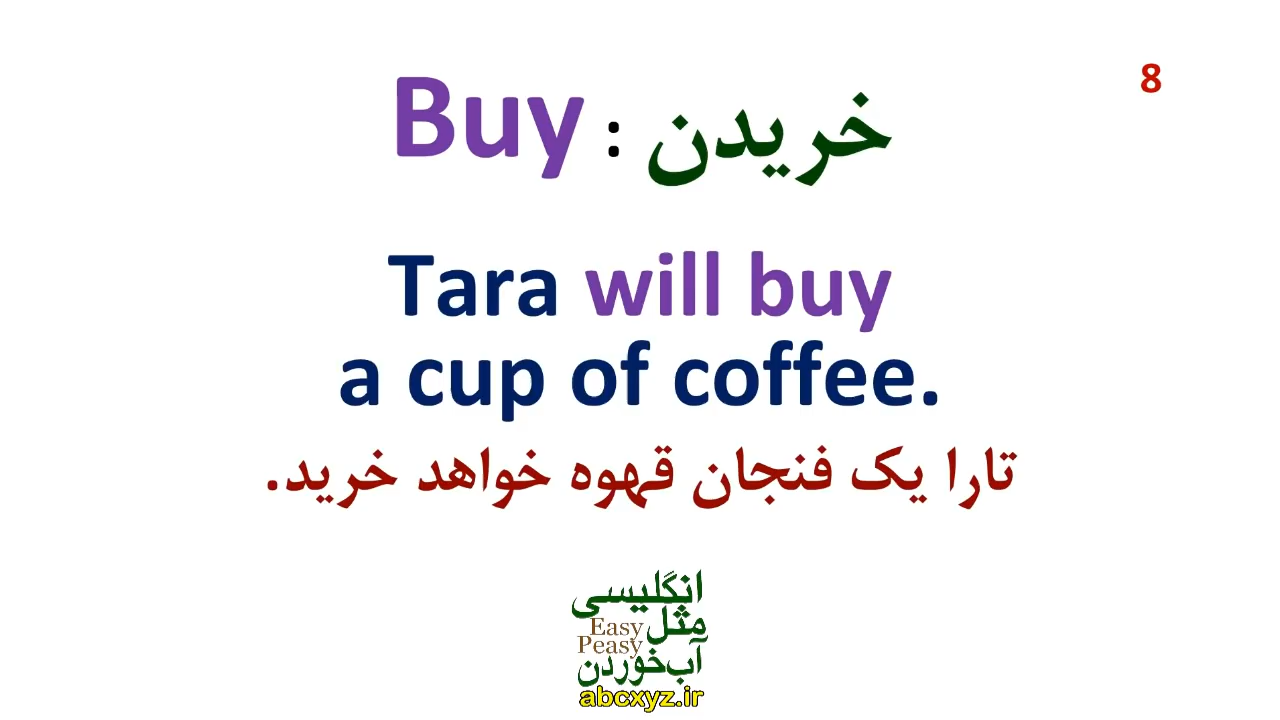 8
Buy : خریدن
Tara will buy
a cup of coffee.
تارا یک فنجان قهوه خواهد خرید.
انگلیسی
مثل
Easy
Peasy
آب‌خوردن
abcxyz.ir